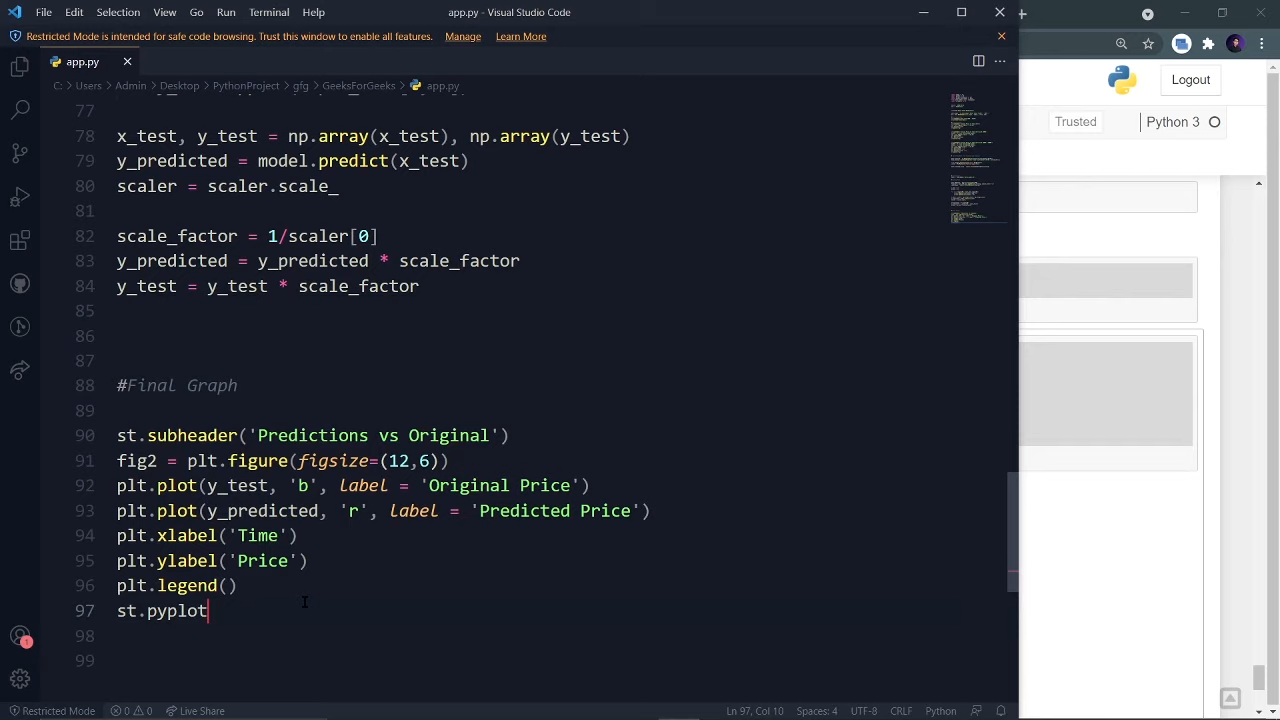 File Edit Selection View Go Run Terminal Help app.py - Visual Studio Code
Restricted Mode is intended for safe code browsing. Trust this window to enable all features. Manage Learn More
app.py
C: > Users > Admin > Desktop > PythonProject > gfg > GeeksForGeeks > app.py
77
78 x_test, y_test = np.array(x_test), np.array(y_test)
79 y_predicted = model.predict(x_test)
80 scaler = scaler.scale_
81
82 scale_factor = 1/scaler[0]
83 y_predicted = y_predicted * scale_factor
84 y_test = y_test * scale_factor
85
86
87
88 #Final Graph
89
90 st.subheader('Predictions vs Original')
91 fig2 = plt.figure(figsize=(12,6))
92 plt.plot(y_test, 'b', label = 'Original Price')
93 plt.plot(y_predicted, 'r', label = 'Predicted Price')
94 plt.xlabel('Time')
95 plt.ylabel('Price')
96 plt.legend()
97 st.pyplot
98
99
1
Restricted Mode 0 0 Live Share Ln 97, Col 10 Spaces: 4 UTF-8 CRLF Python
Logout
Trusted Python 3